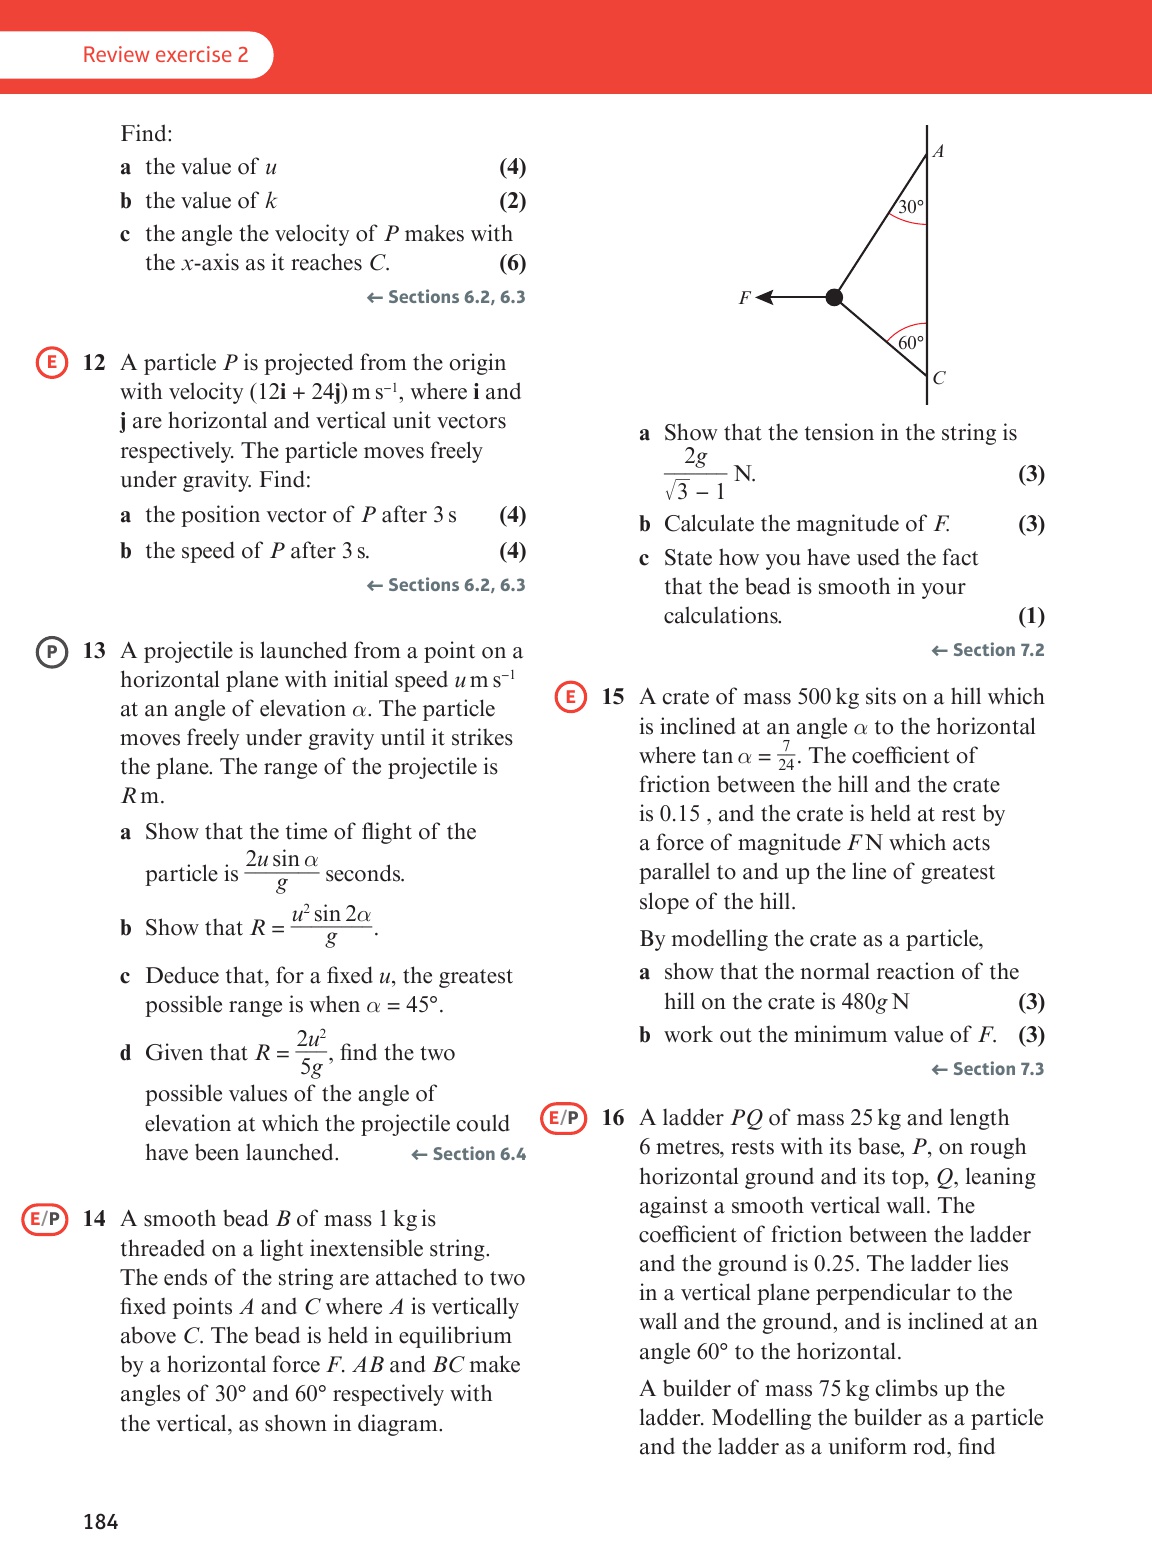 Review exercise 2
Find:
a the value of u (4)
b the value of k (2)
c the angle the velocity of P makes with
the x-axis as it reaches C. (6)
← Sections 6.2, 6.3
E 12 A particle P is projected from the origin
with velocity (12i + 24j) m s⁻¹, where i and
j are horizontal and vertical unit vectors
respectively. The particle moves freely
under gravity. Find:
a the position vector of P after 3 s (4)
b the speed of P after 3 s. (4)
← Sections 6.2, 6.3
P 13 A projectile is launched from a point on a
horizontal plane with initial speed u m s⁻¹
at an angle of elevation α. The particle
moves freely under gravity until it strikes
the plane. The range of the projectile is
R m.
a Show that the time of flight of the
particle is 2u sin α / g seconds.
b Show that R = u² sin 2α / g.
c Deduce that, for a fixed u, the greatest
possible range is when α = 45°.
d Given that R = 2u² / 5g, find the two
possible values of the angle of
elevation at which the projectile could
have been launched. ← Section 6.4
E/P 14 A smooth bead B of mass 1 kg is
threaded on a light inextensible string.
The ends of the string are attached to two
fixed points A and C where A is vertically
above C. The bead is held in equilibrium
by a horizontal force F. AB and BC make
angles of 30° and 60° respectively with
the vertical, as shown in diagram.
A
30°
F
60°
C
a Show that the tension in the string is
2g / (√3 − 1) N. (3)
b Calculate the magnitude of F. (3)
c State how you have used the fact
that the bead is smooth in your
calculations. (1)
← Section 7.2
E 15 A crate of mass 500 kg sits on a hill which
is inclined at an angle α to the horizontal
where tan α = 7/24. The coefficient of
friction between the hill and the crate
is 0.15 , and the crate is held at rest by
a force of magnitude F N which acts
parallel to and up the line of greatest
slope of the hill.
By modelling the crate as a particle,
a show that the normal reaction of the
hill on the crate is 480g N (3)
b work out the minimum value of F. (3)
← Section 7.3
E/P 16 A ladder PQ of mass 25 kg and length
6 metres, rests with its base, P, on rough
horizontal ground and its top, Q, leaning
against a smooth vertical wall. The
coefficient of friction between the ladder
and the ground is 0.25. The ladder lies
in a vertical plane perpendicular to the
wall and the ground, and is inclined at an
angle 60° to the horizontal.
A builder of mass 75 kg climbs up the
ladder. Modelling the builder as a particle
and the ladder as a uniform rod, find
184